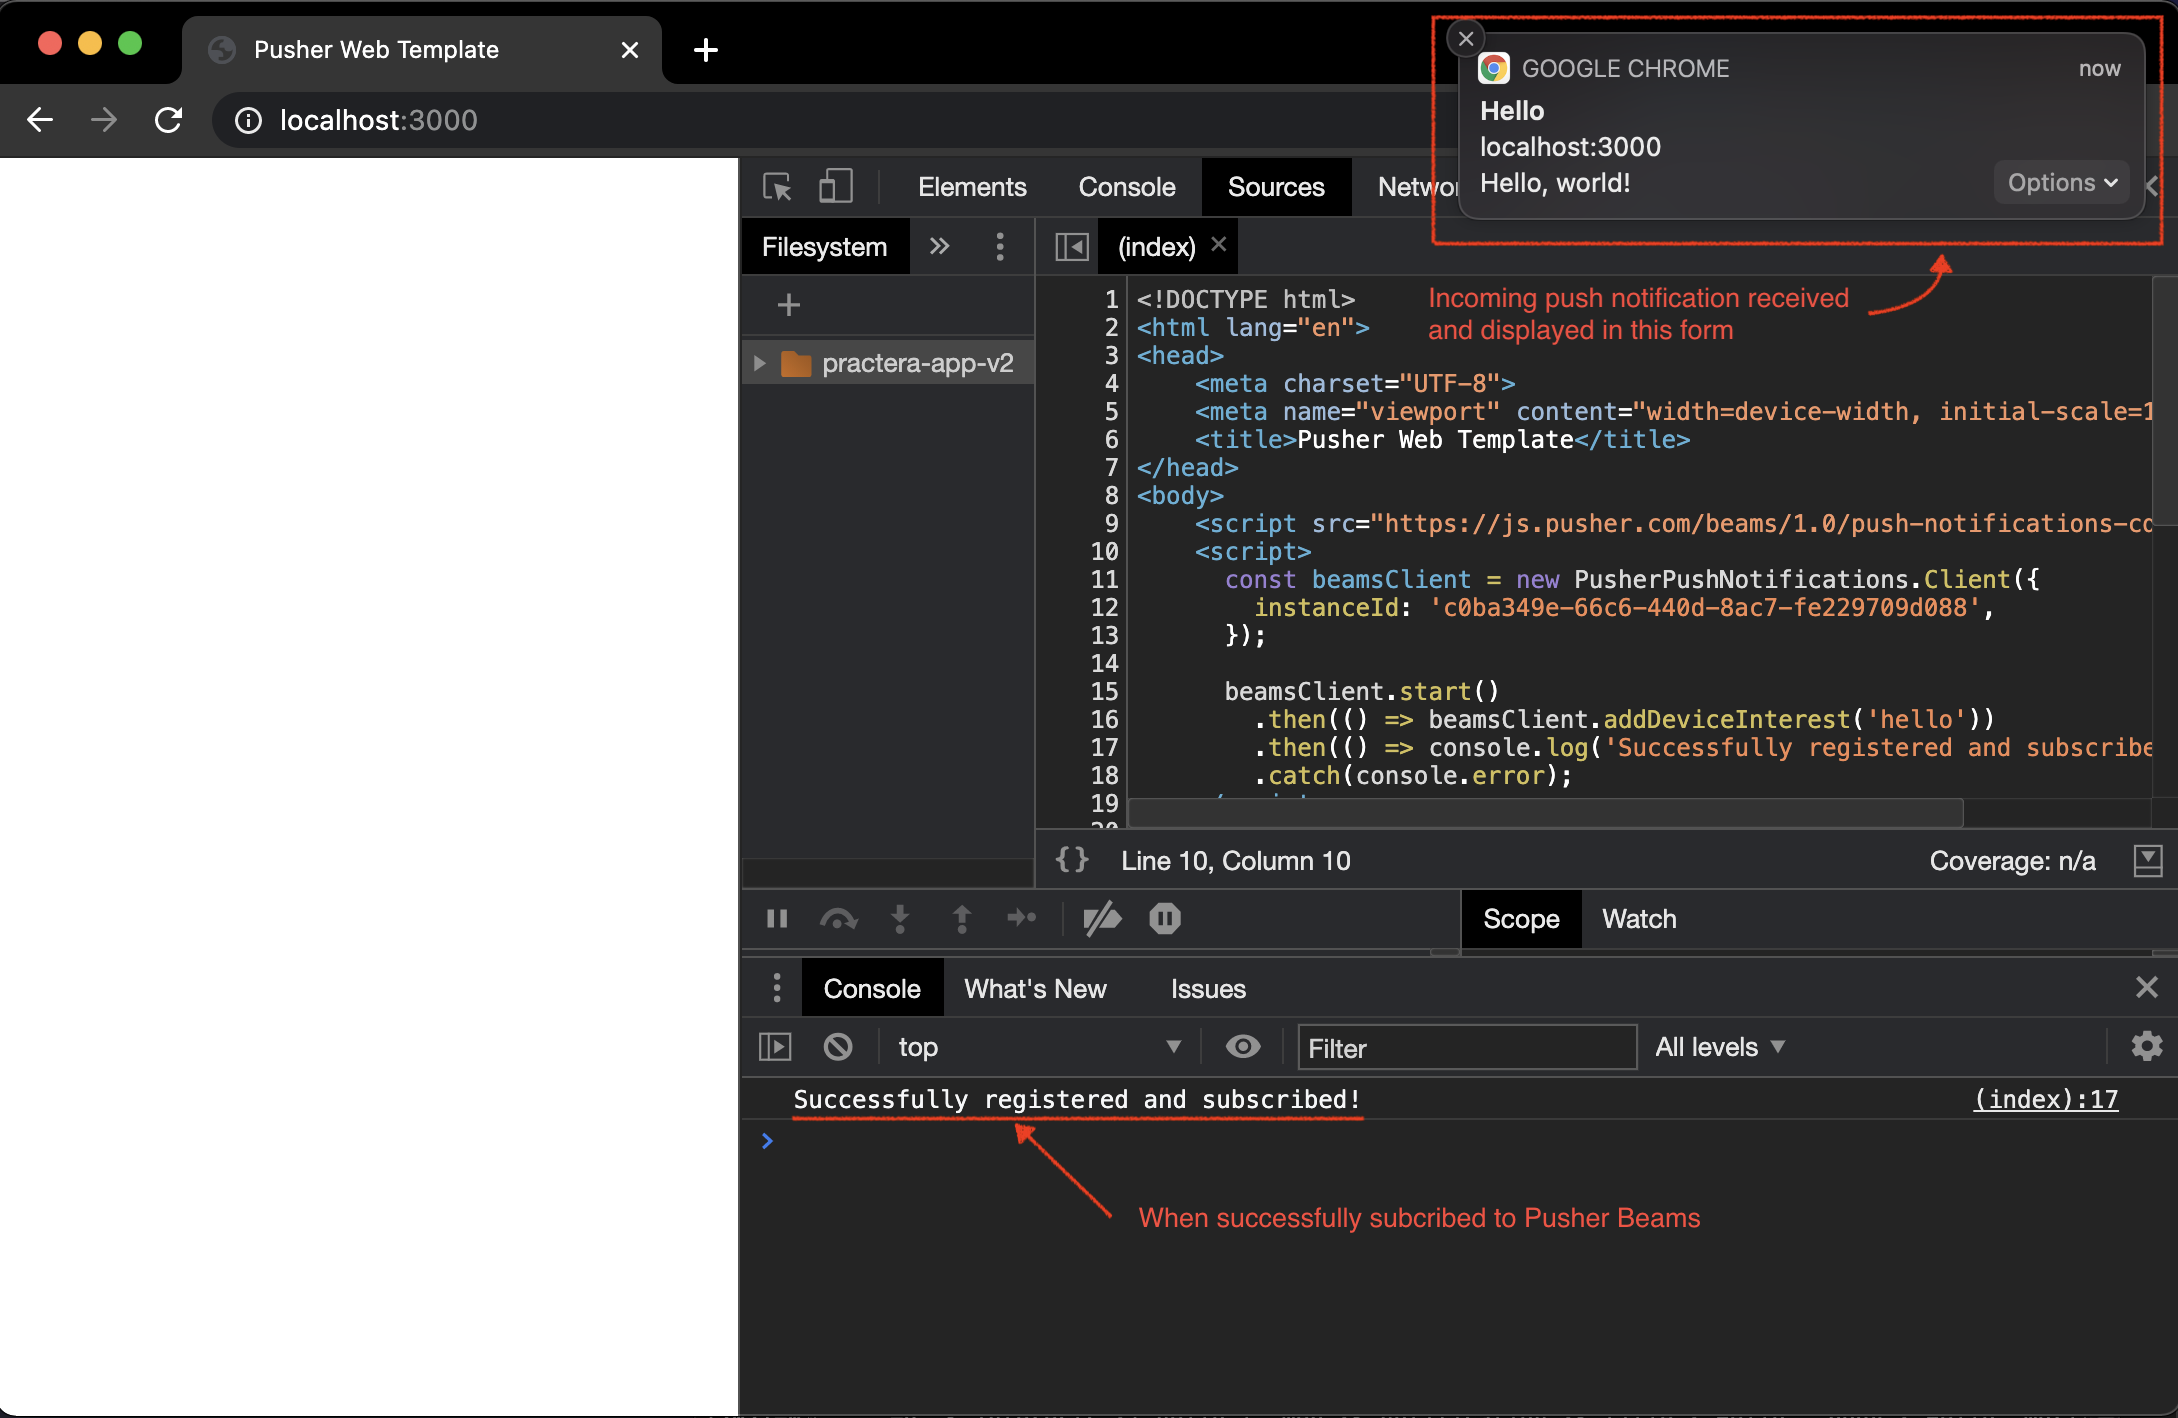 Pusher Web Template
localhost:3000
GOOGLE CHROME
now
Hello
localhost:3000
Hello, world!
Options
Elements
Console
Sources
Filesystem
(index)
Incoming push notification received
and displayed in this form
practera-app-v2
1 <!DOCTYPE html>
2 <html lang="en">
3 <head>
4 <meta charset="UTF-8">
5 <meta name="viewport" content="width=device-width, initial-scale=1
6 <title>Pusher Web Template</title>
7 </head>
8 <body>
9 <script src="https://js.pusher.com/beams/1.0/push-notifications-cd
10 <script>
11 const beamsClient = new PusherPushNotifications.Client({
12 instanceId: 'c0ba349e-66c6-440d-8ac7-fe229709d088',
13 });
14
15 beamsClient.start()
16 .then(() => beamsClient.addDeviceInterest('hello'))
17 .then(() => console.log('Successfully registered and subscribe
18 .catch(console.error);
19
{} Line 10, Column 10
Coverage: n/a
Scope
Watch
Console
What's New
Issues
top
Filter
All levels
Successfully registered and subscribed!
(index):17
When successfully subcribed to Pusher Beams